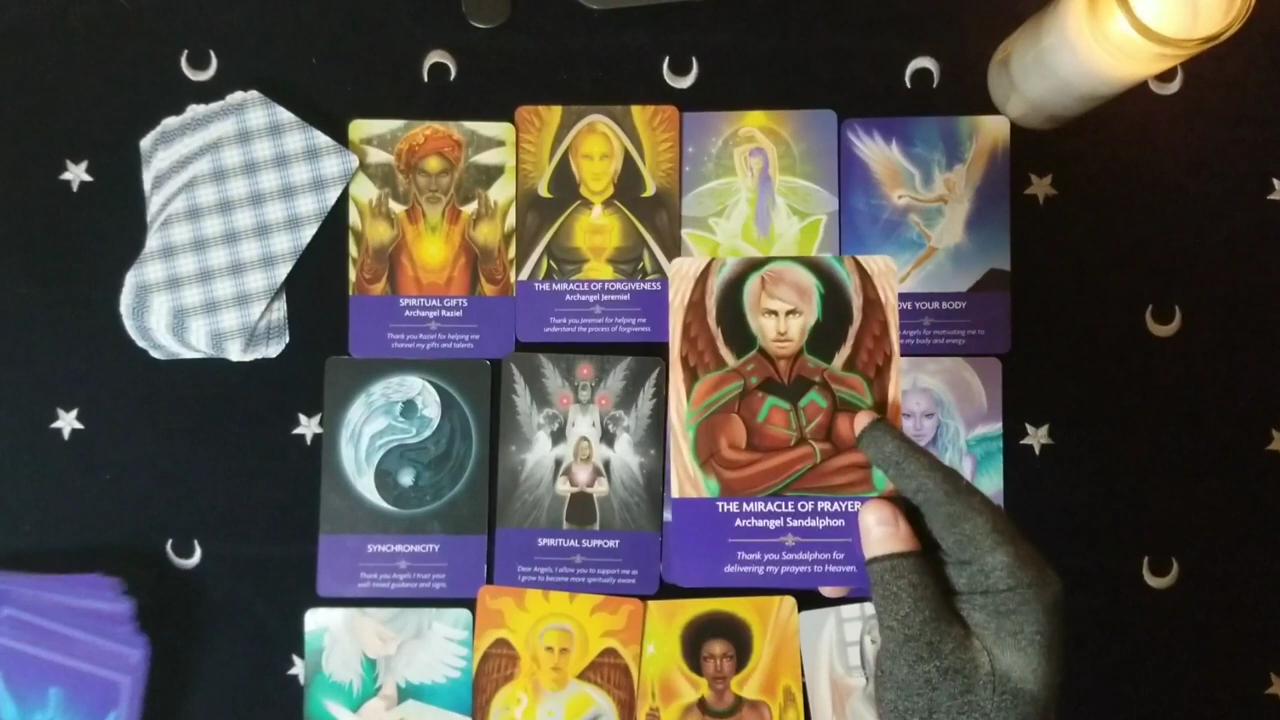 SPIRITUAL GIFTS
Archangel Raziel
Thank you Raziel for helping me
channel my gifts and talents.
THE MIRACLE OF FORGIVENESS
Archangel Jeremiel
Thank you Jeremiel for helping me
understand the process of forgiveness.
OVE YOUR BODY
Angels for motivating me to
my body and energy.
SYNCHRONICITY
Thank you Angels I trust your
well-timed guidance and signs.
SPIRITUAL SUPPORT
Dear Angels, I allow you to support me as
I grow to become more spiritually aware.
THE MIRACLE OF PRAYER
Archangel Sandalphon
Thank you Sandalphon for
delivering my prayers to Heaven.